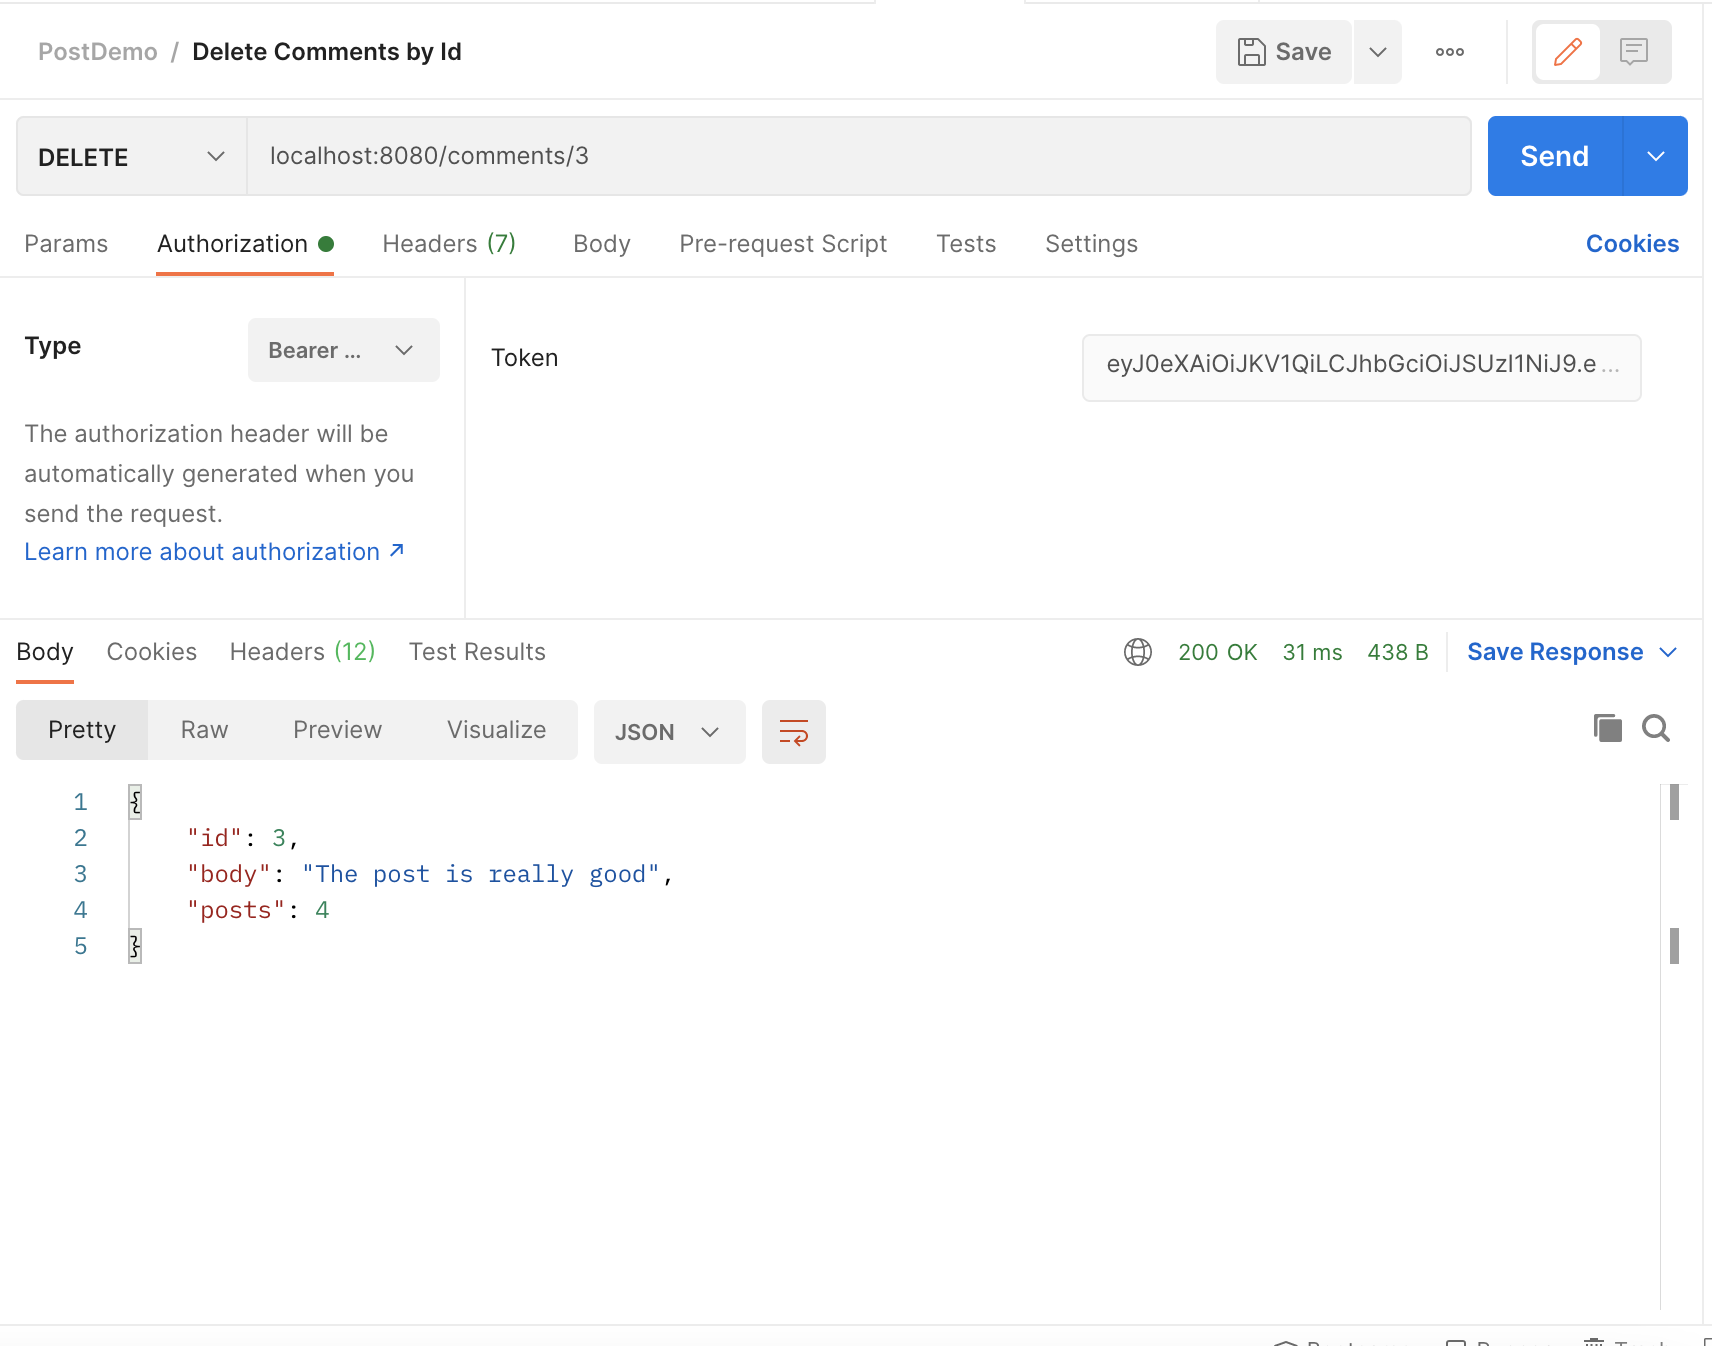 PostDemo / Delete Comments by Id
Save
DELETE
localhost:8080/comments/3
Send
Params Authorization Headers (7) Body Pre-request Script Tests Settings Cookies
Type
Bearer ...
Token
eyJ0eXAiOiJKV1QiLCJhbGciOiJSUzI1NiJ9.e...
The authorization header will be
automatically generated when you
send the request.
Learn more about authorization ↗
Body Cookies Headers (12) Test Results
200 OK 31 ms 438 B Save Response
Pretty Raw Preview Visualize JSON
1 {
2 "id": 3,
3 "body": "The post is really good",
4 "posts": 4
5 }